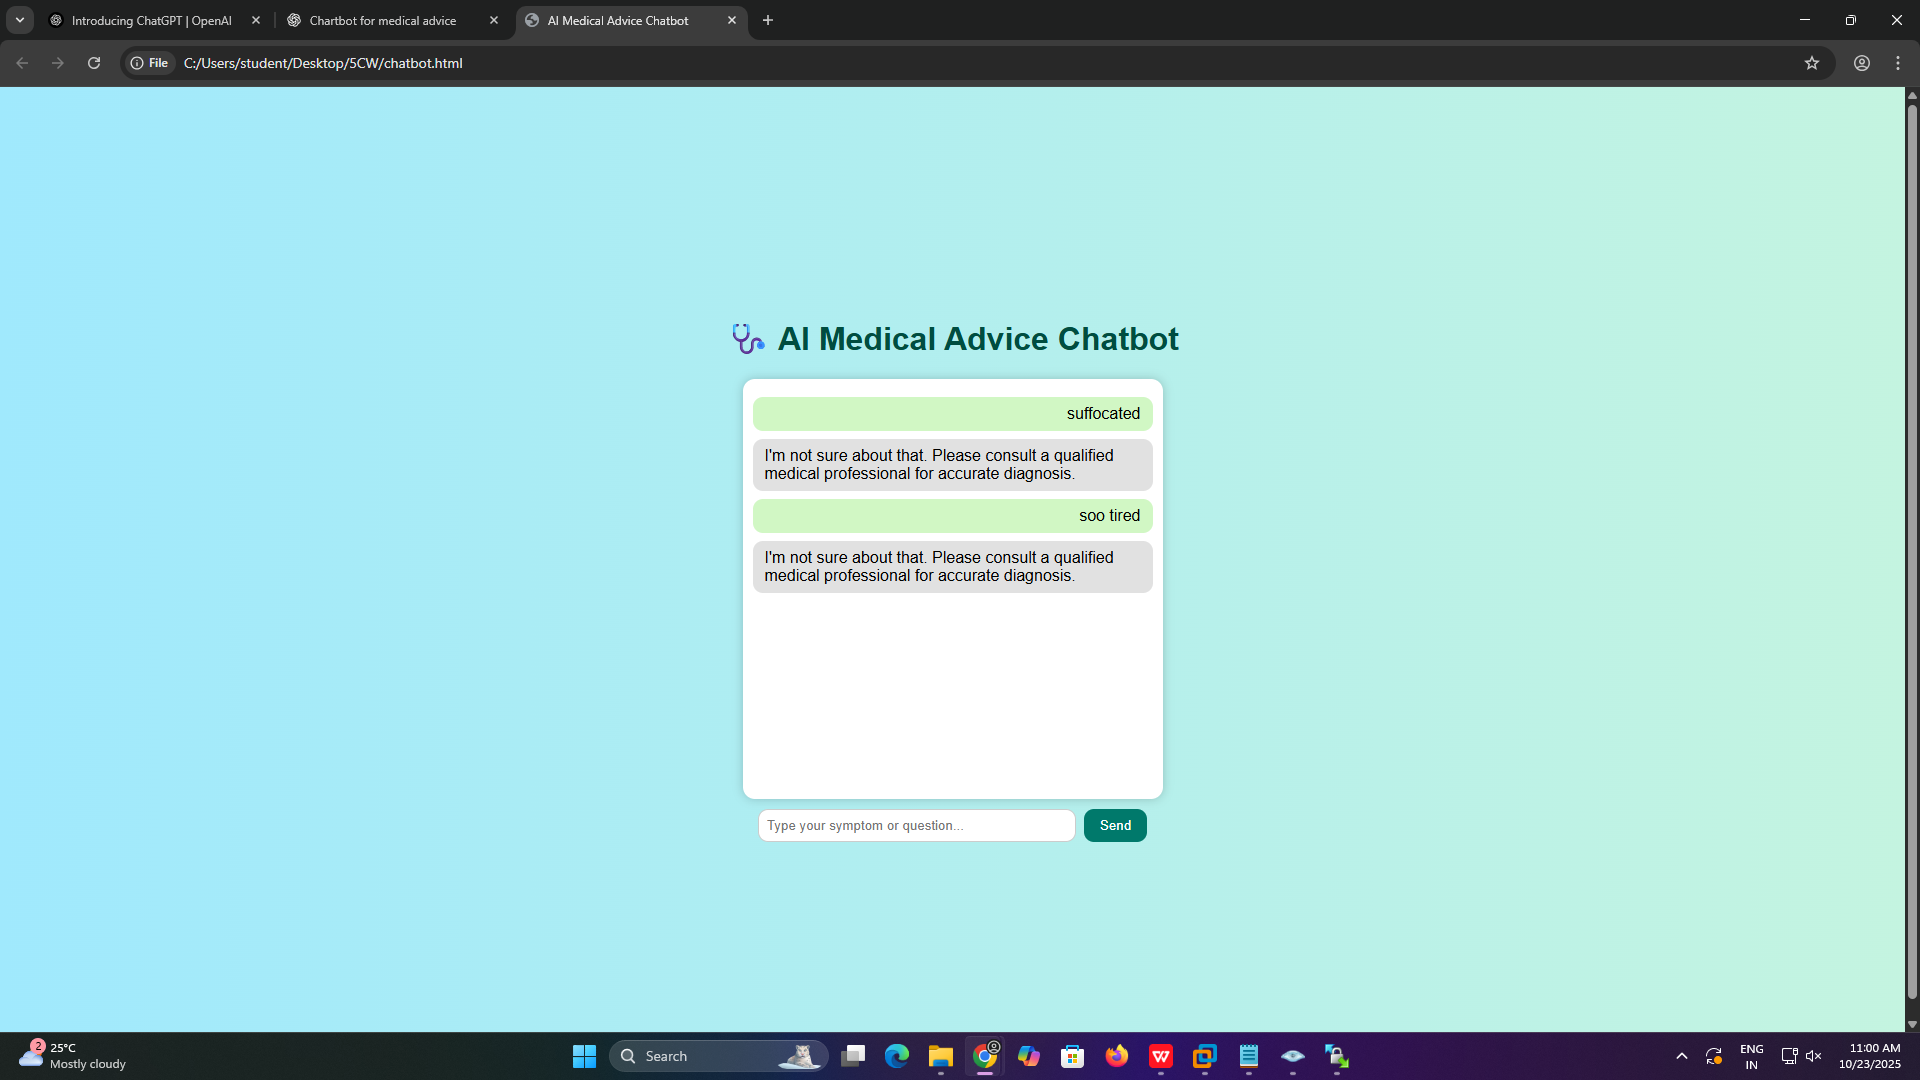 Introducing ChatGPT | OpenAI
Chartbot for medical advice
AI Medical Advice Chatbot
File
C:/Users/student/Desktop/5CW/chatbot.html
AI Medical Advice Chatbot
suffocated
I'm not sure about that. Please consult a qualified
medical professional for accurate diagnosis.
soo tired
I'm not sure about that. Please consult a qualified
medical professional for accurate diagnosis.
Type your symptom or question...
Send
2
25°C
Mostly cloudy
Search
ENG
IN
11:00 AM
10/23/2025